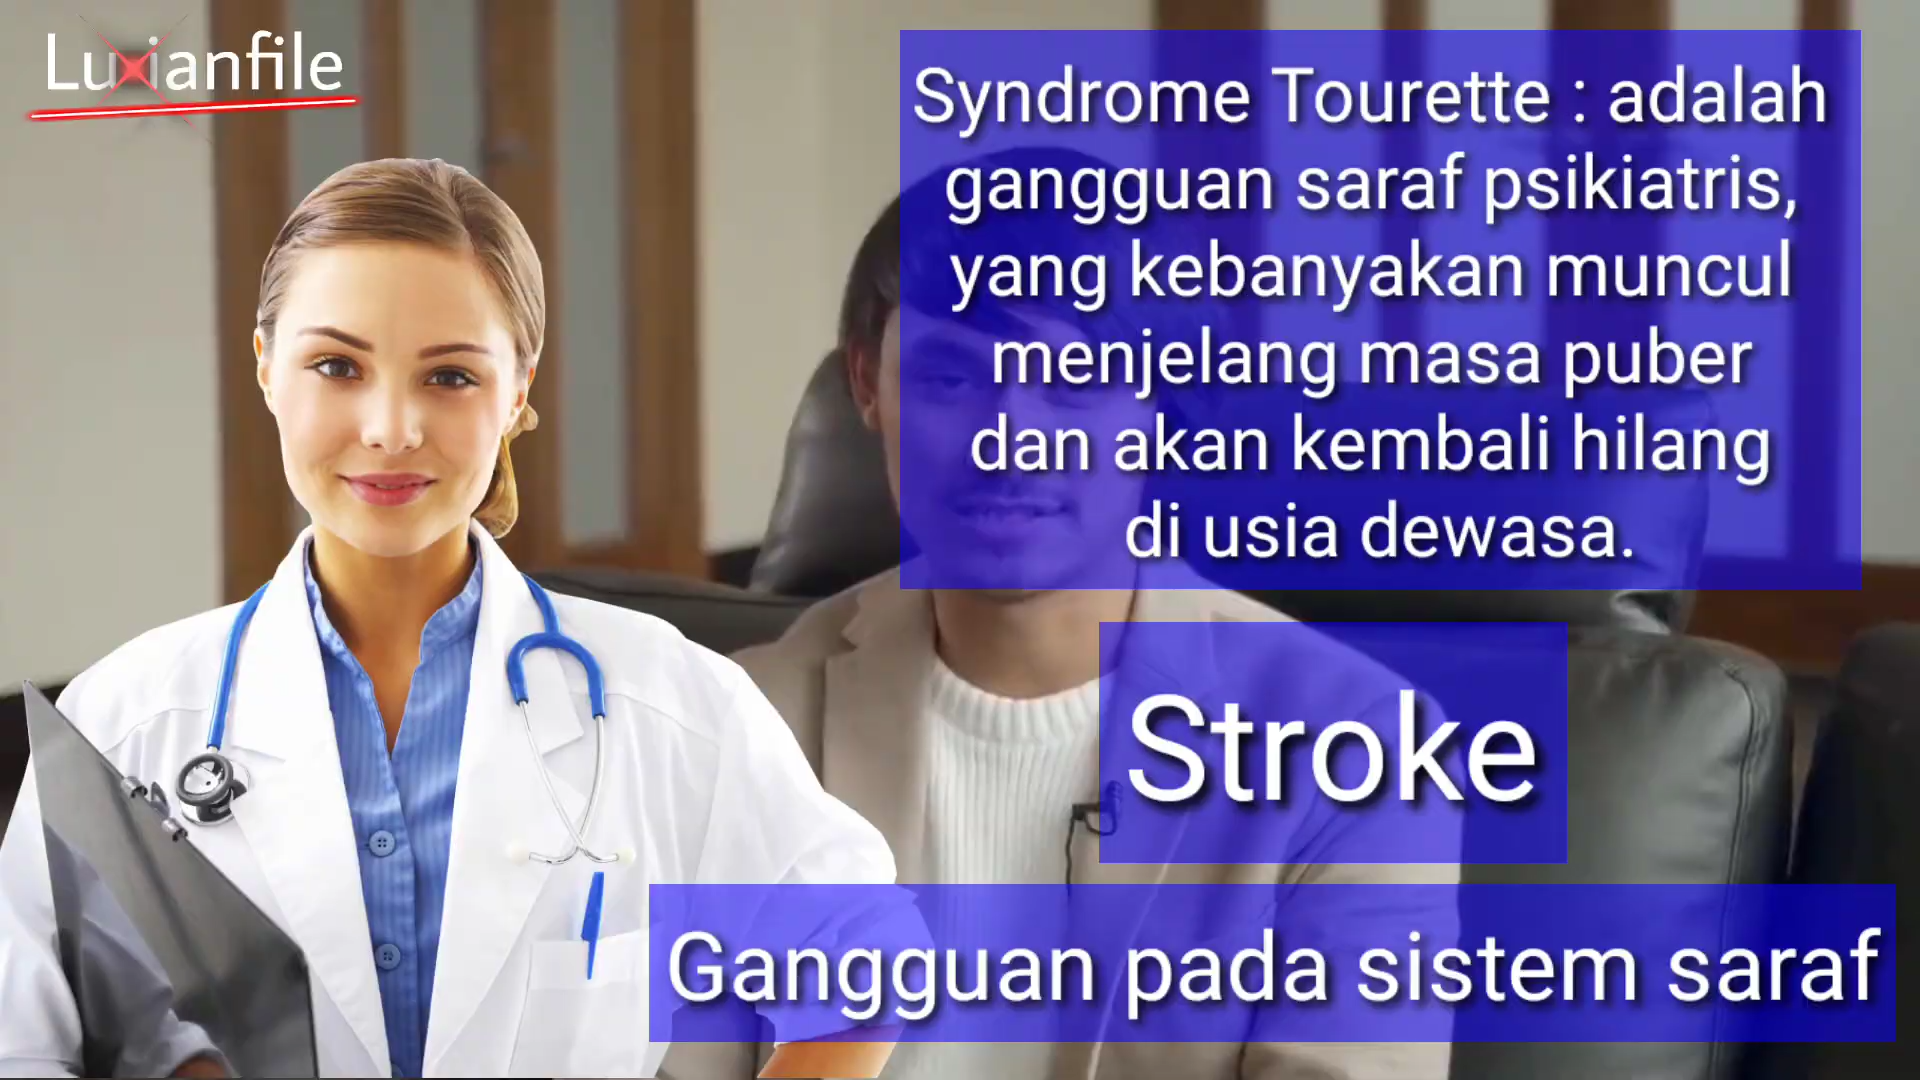 Luxianfile
Syndrome Tourette : adalah
gangguan saraf psikiatris,
yang kebanyakan muncul
menjelang masa puber
dan akan kembali hilang
di usia dewasa.
Stroke
Gangguan pada sistem saraf